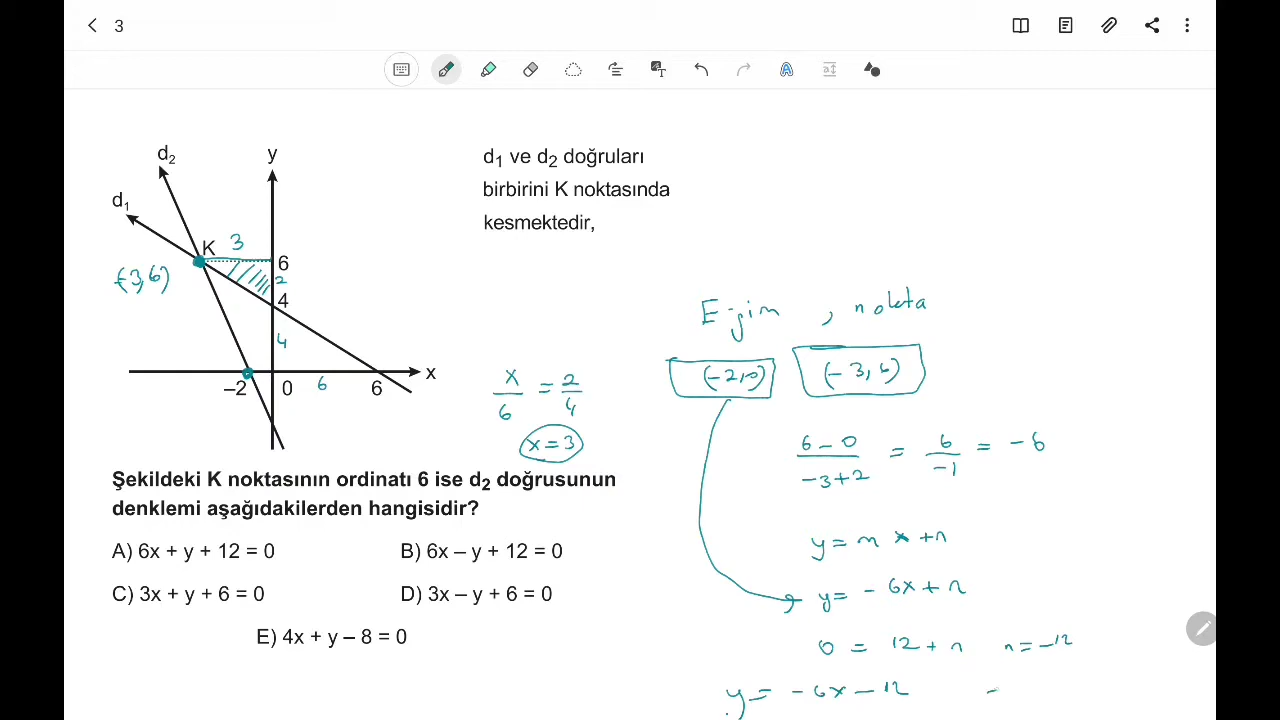 3
d₂
y
d₁ ve d₂ doğruları
d₁
birbirini K noktasında
K
3
kesmektedir,
6
(-3,6)
2
4
Eğim , nokta
4
(-2,0) (-3,6)
x
-2 0 6 6
x/6 = 2/4
x = 3
6-0/-3+2 = 6/-1 = -6
Şekildeki K noktasının ordinatı 6 ise d₂ doğrusunun
denklemi aşağıdakilerden hangisidir?
y = mx+n
A) 6x + y + 12 = 0 B) 6x – y + 12 = 0
C) 3x + y + 6 = 0 D) 3x – y + 6 = 0
y = -6x + n
E) 4x + y – 8 = 0
0 = 12 + n n = -12
y = -6x - 12